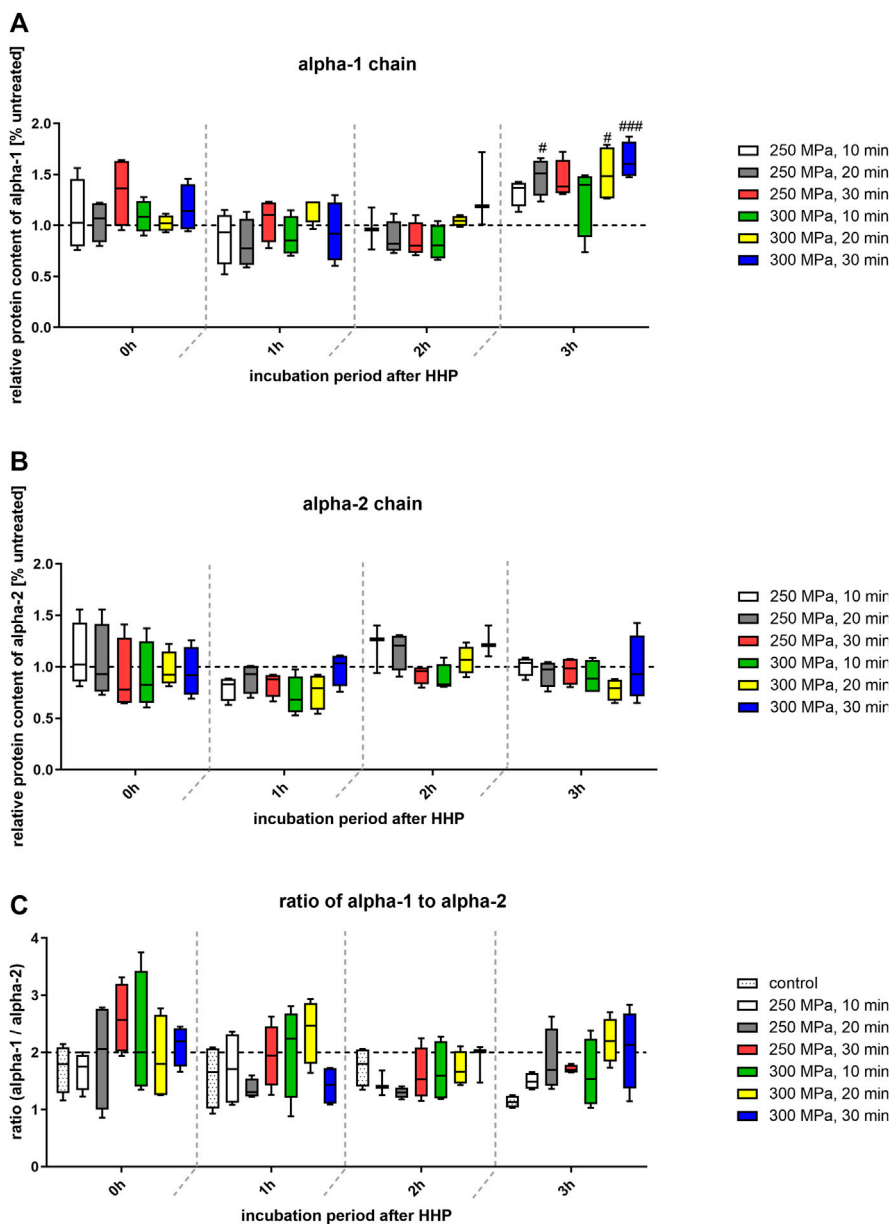 A
alpha-1 chain
relative protein content of alpha-1 [% untreated]
2.0
1.5
1.0
0.5
0.0
#
#
###
0h
1h
2h
3h
incubation period after HHP
250 MPa, 10 min
250 MPa, 20 min
250 MPa, 30 min
300 MPa, 10 min
300 MPa, 20 min
300 MPa, 30 min
B
alpha-2 chain
relative protein content of alpha-2 [% untreated]
2.0
1.5
1.0
0.5
0.0
0h
1h
2h
3h
incubation period after HHP
250 MPa, 10 min
250 MPa, 20 min
250 MPa, 30 min
300 MPa, 10 min
300 MPa, 20 min
300 MPa, 30 min
C
ratio of alpha-1 to alpha-2
ratio (alpha-1 / alpha-2)
4
3
2
1
0
0h
1h
2h
3h
incubation period after HHP
control
250 MPa, 10 min
250 MPa, 20 min
250 MPa, 30 min
300 MPa, 10 min
300 MPa, 20 min
300 MPa, 30 min